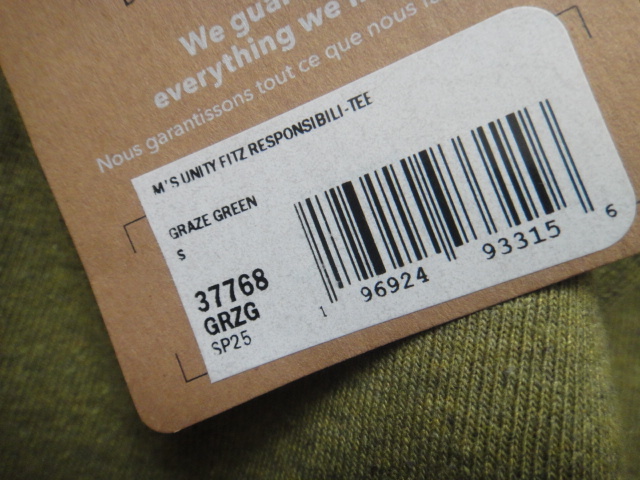 We guar
everything we m
Nous garantissons tout ce que nous
M'S UNITY FITZ RESPONSIBILI-TEE
GRAZE GREEN
S
37768
GRZG
SP25
1 96924 93315 6